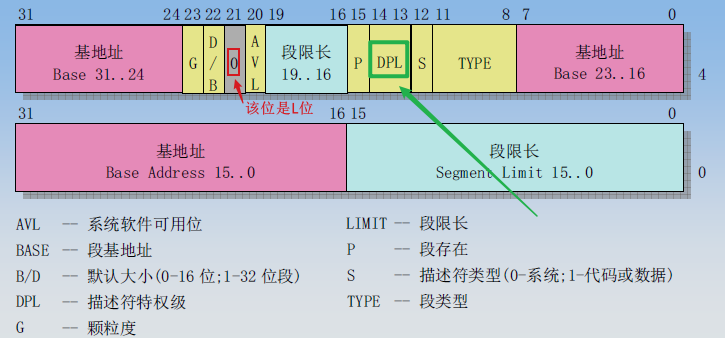 31 24 23 22 21 20 19 16 15 14 13 12 11 8 7 0
基地址 Base 31..24 G D/B 0 AVL 段限长 19..16 P DPL S TYPE 基地址 Base 23..16 4
该位是L位
31 16 15 0
基地址 段限长
Base Address 15..0 Segment Limit 15..0 0
AVL -- 系统软件可用位 LIMIT -- 段限长
BASE -- 段基地址 P -- 段存在
B/D -- 默认大小(0-16位;1-32位段) S -- 描述符类型(0-系统;1-代码或数据)
DPL -- 描述符特权级 TYPE -- 段类型
G -- 颗粒度